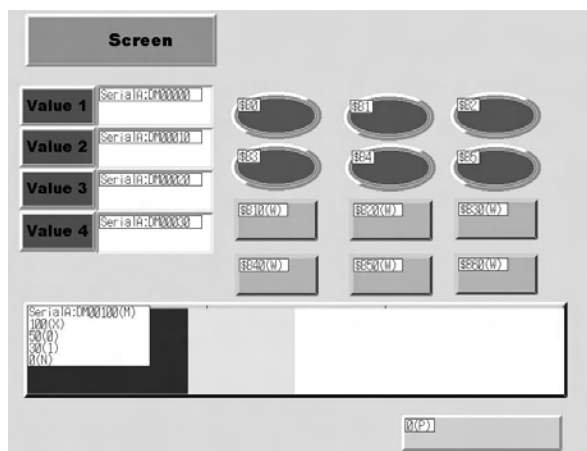 Screen
Value 1 SerialA:DM00000
Value 2 SerialA:DM00010
Value 3 SerialA:DM00020
Value 4 SerialA:DM00030
$B0 $B1 $B2
$B3 $B4 $B5
$B10(W) $B20(W) $B30(W)
$B40(W) $B50(W) $B60(W)
SerialA:DM00100(M)
100(X)
50(0)
30(1)
0(N)
0(P)